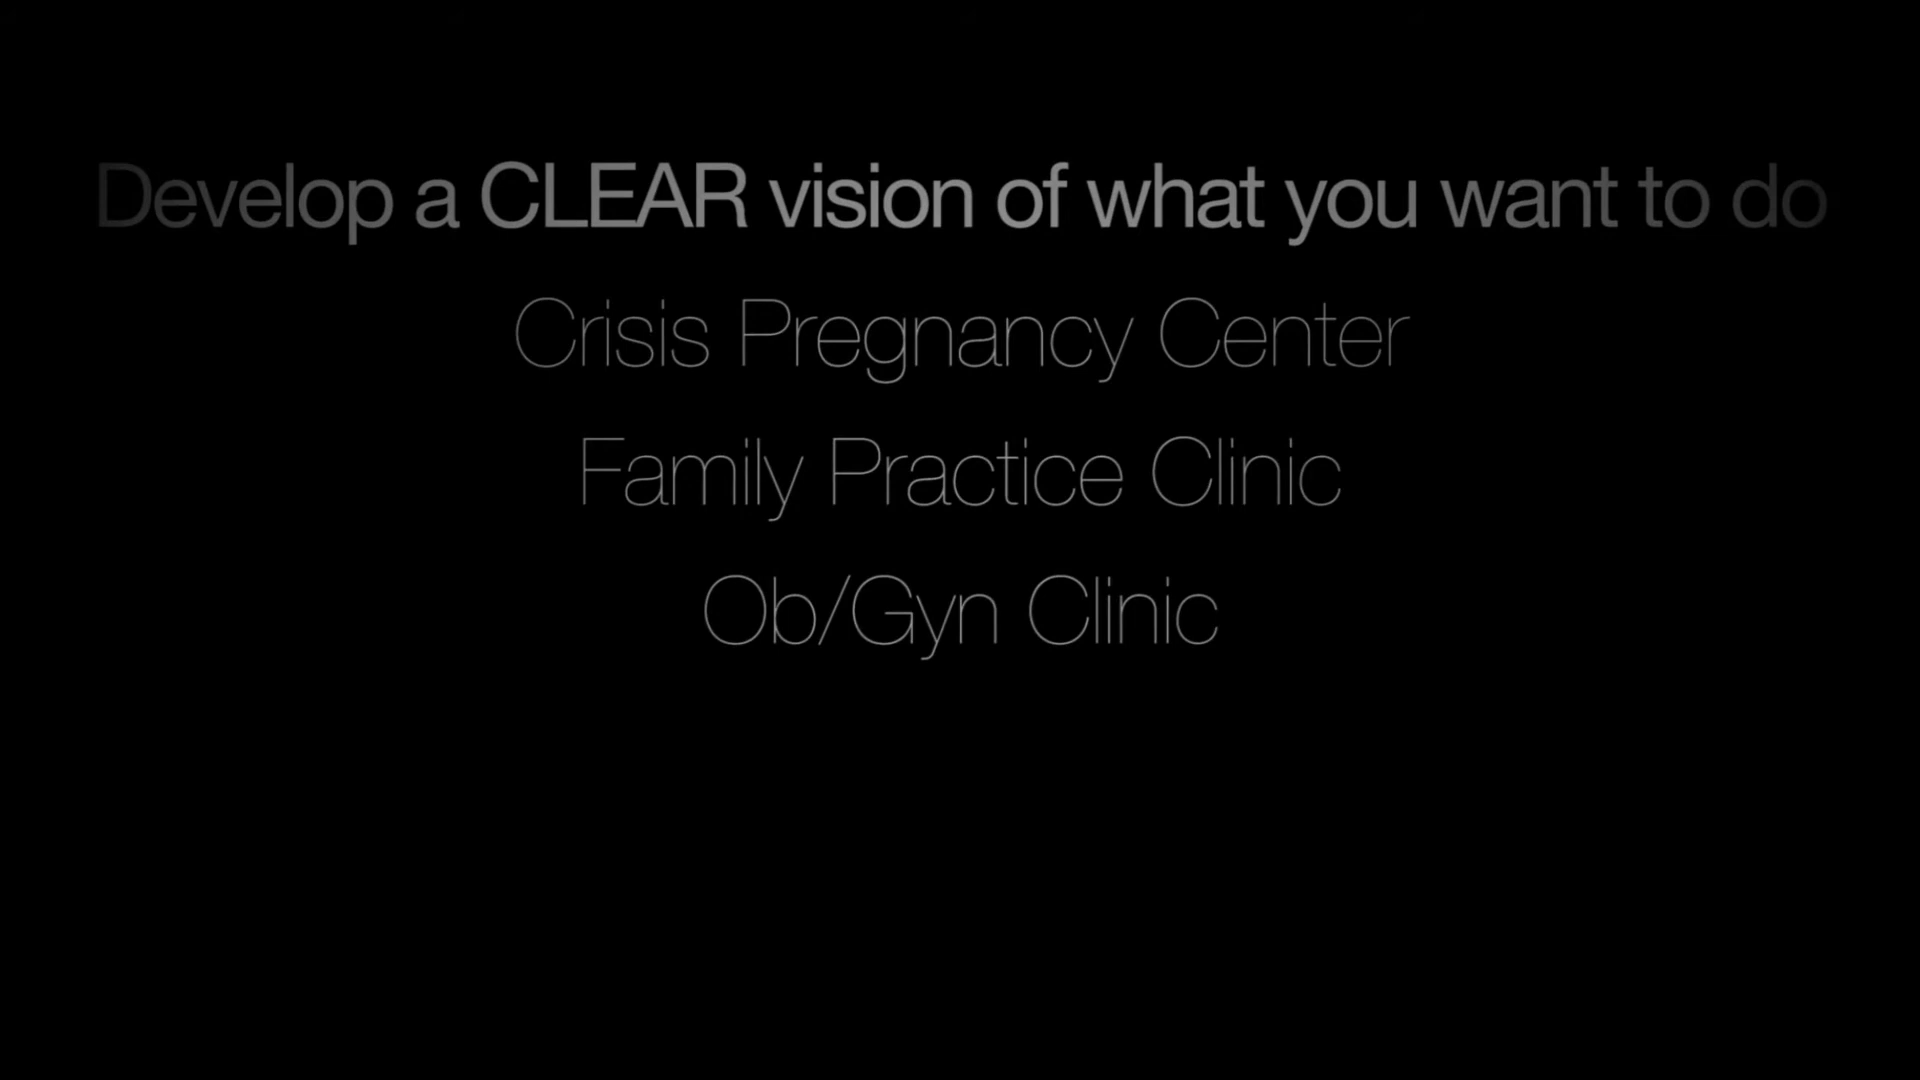 Develop a CLEAR vision of what you want to do
Crisis Pregnancy Center
Family Practice Clinic
Ob/Gyn Clinic